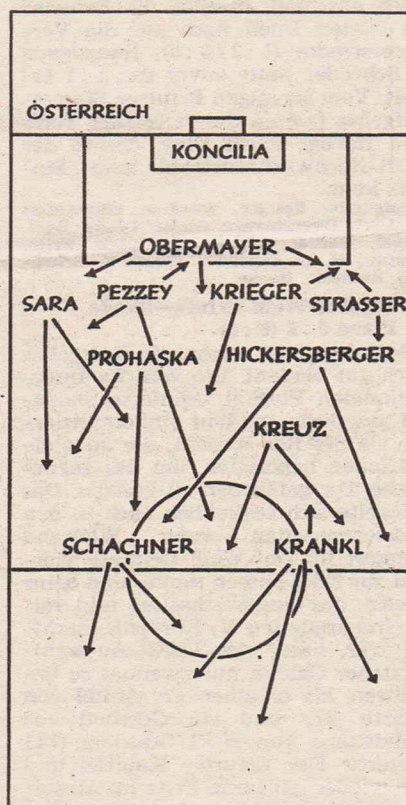 ÖSTERREICH
KONCILIA
OBERMAYER
PEZZEY KRIEGER
SARA STRASSER
PROHASKA HICKERSBERGER
KREUZ
SCHACHNER KRANKL